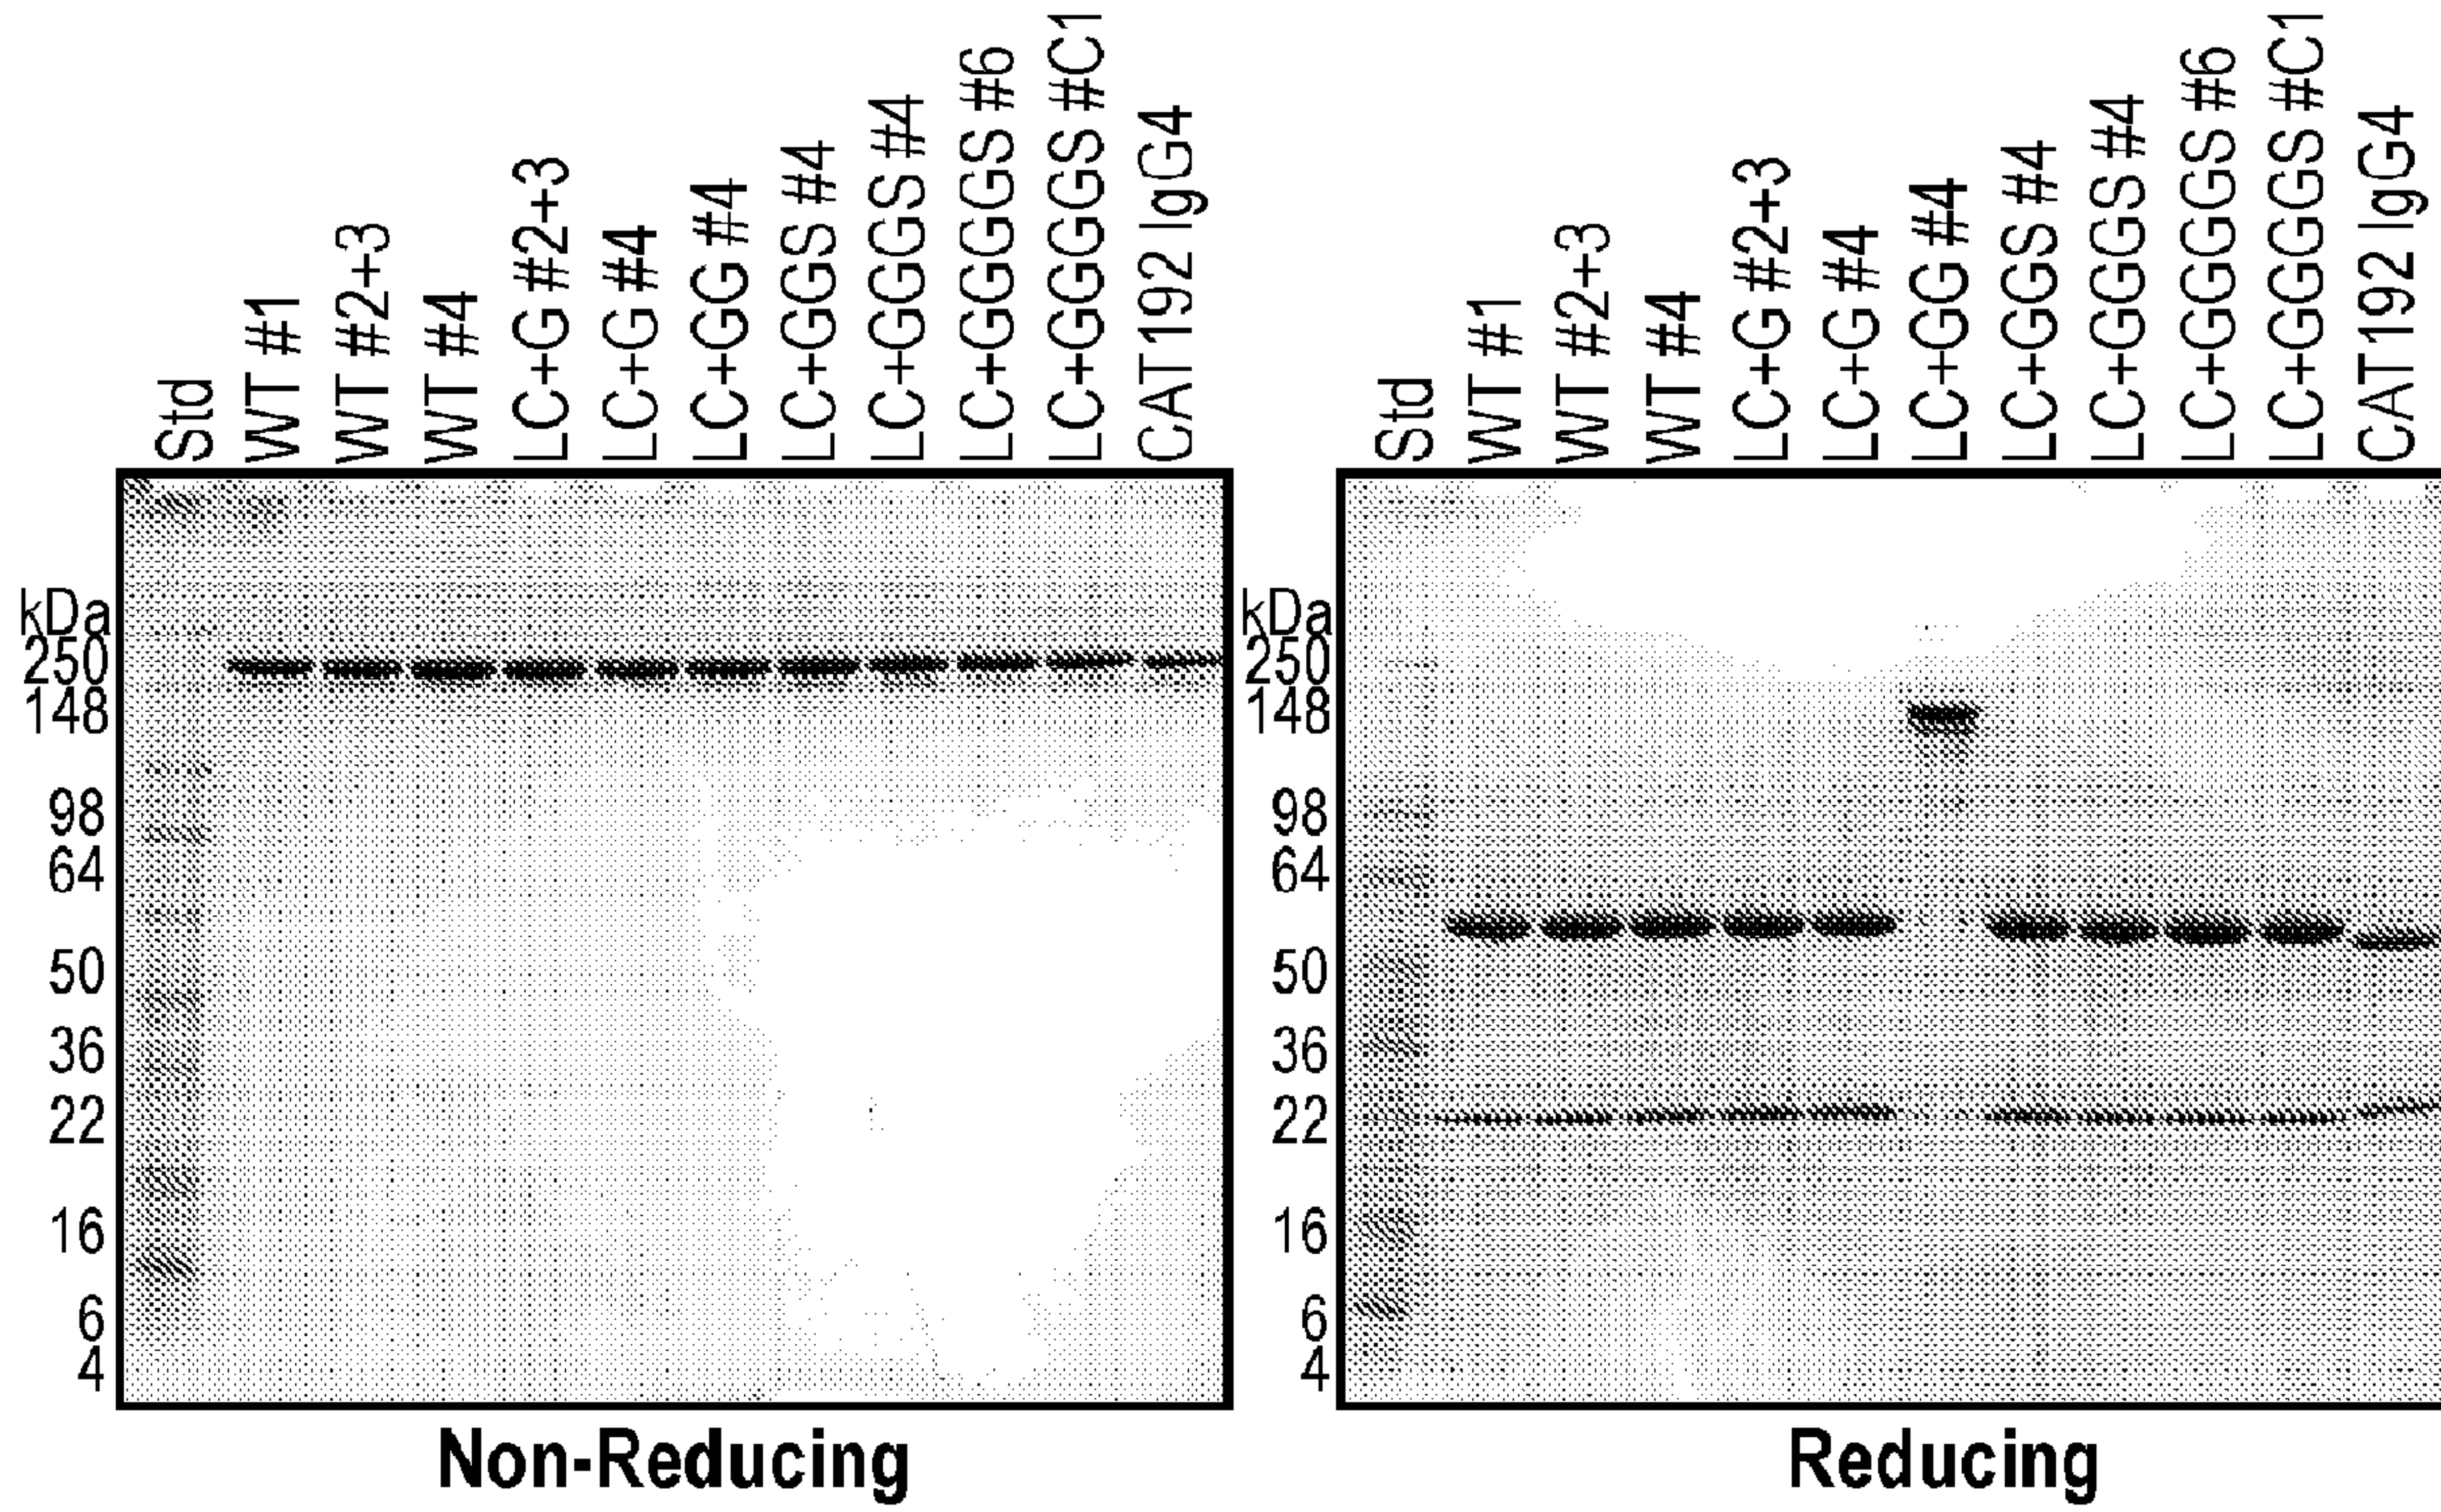 Std
WT #1
WT #2+3
WT #4
LC+G #2+3
LC+G #4
LC+GG #4
LC+GGS #4
LC+GGGS #4
LC+GGGGS #6
LC+GGGGS #C1
CAT192 IgG4
kDa
250
148
98
64
50
36
22
16
6
4
Non-Reducing
Std
WT #1
WT #2+3
WT #4
LC+G #2+3
LC+G #4
LC+GG #4
LC+GGS #4
LC+GGGS #4
LC+GGGGS #6
LC+GGGGS #C1
CAT192 IgG4
kDa
250
148
98
64
50
36
22
16
6
4
Reducing